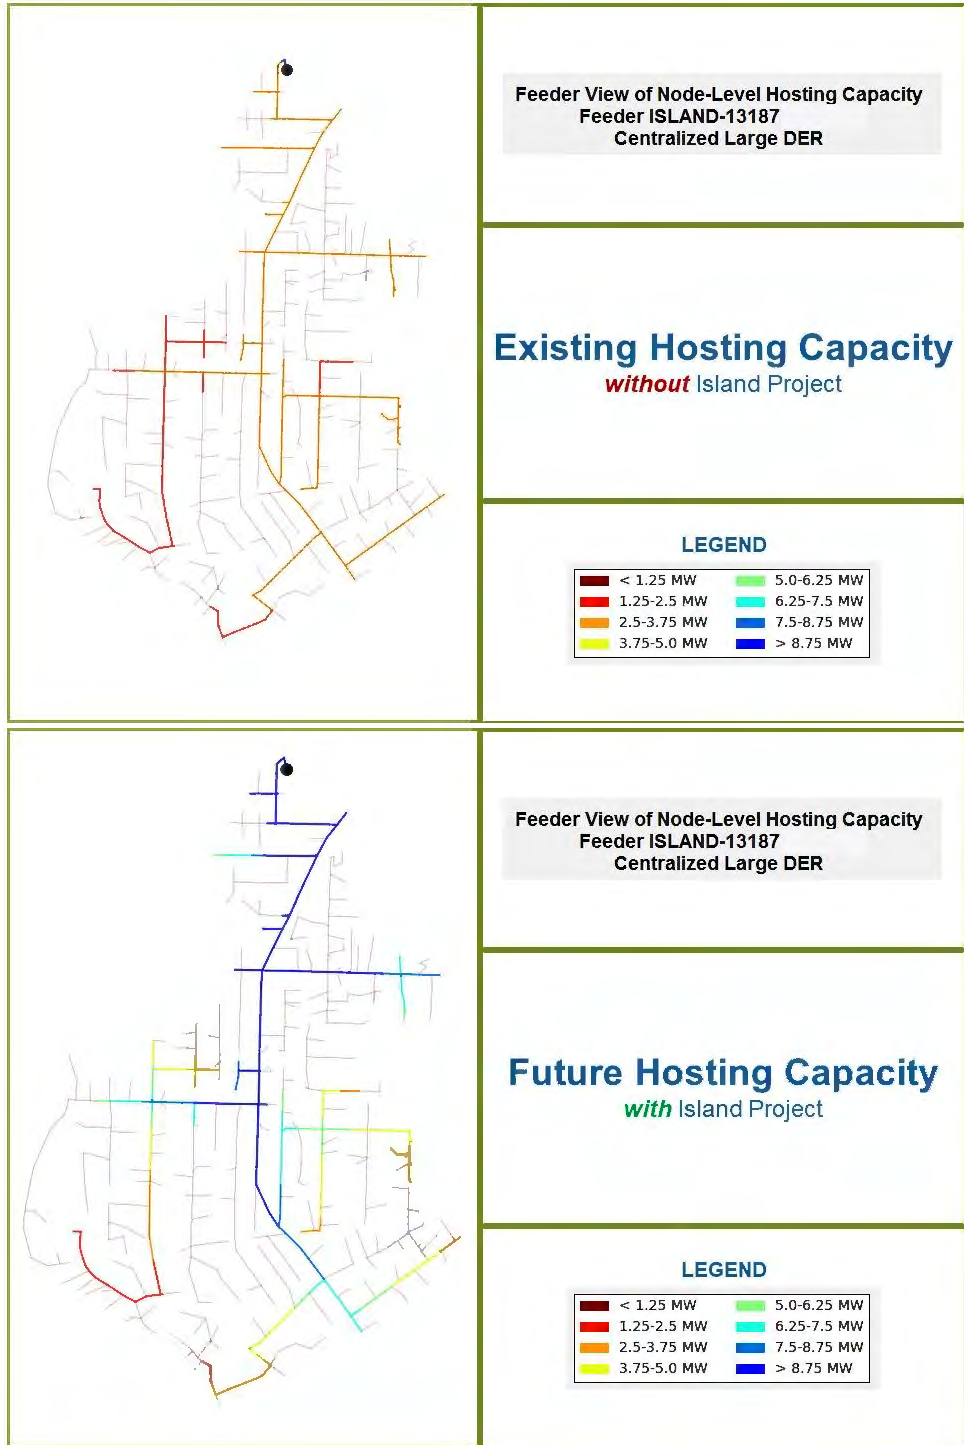 Feeder View of Node-Level Hosting Capacity
Feeder ISLAND-13187
Centralized Large DER
Existing Hosting Capacity
without Island Project
LEGEND
< 1.25 MW
1.25-2.5 MW
2.5-3.75 MW
3.75-5.0 MW
5.0-6.25 MW
6.25-7.5 MW
7.5-8.75 MW
> 8.75 MW
Feeder View of Node-Level Hosting Capacity
Feeder ISLAND-13187
Centralized Large DER
Future Hosting Capacity
with Island Project
LEGEND
< 1.25 MW
1.25-2.5 MW
2.5-3.75 MW
3.75-5.0 MW
5.0-6.25 MW
6.25-7.5 MW
7.5-8.75 MW
> 8.75 MW